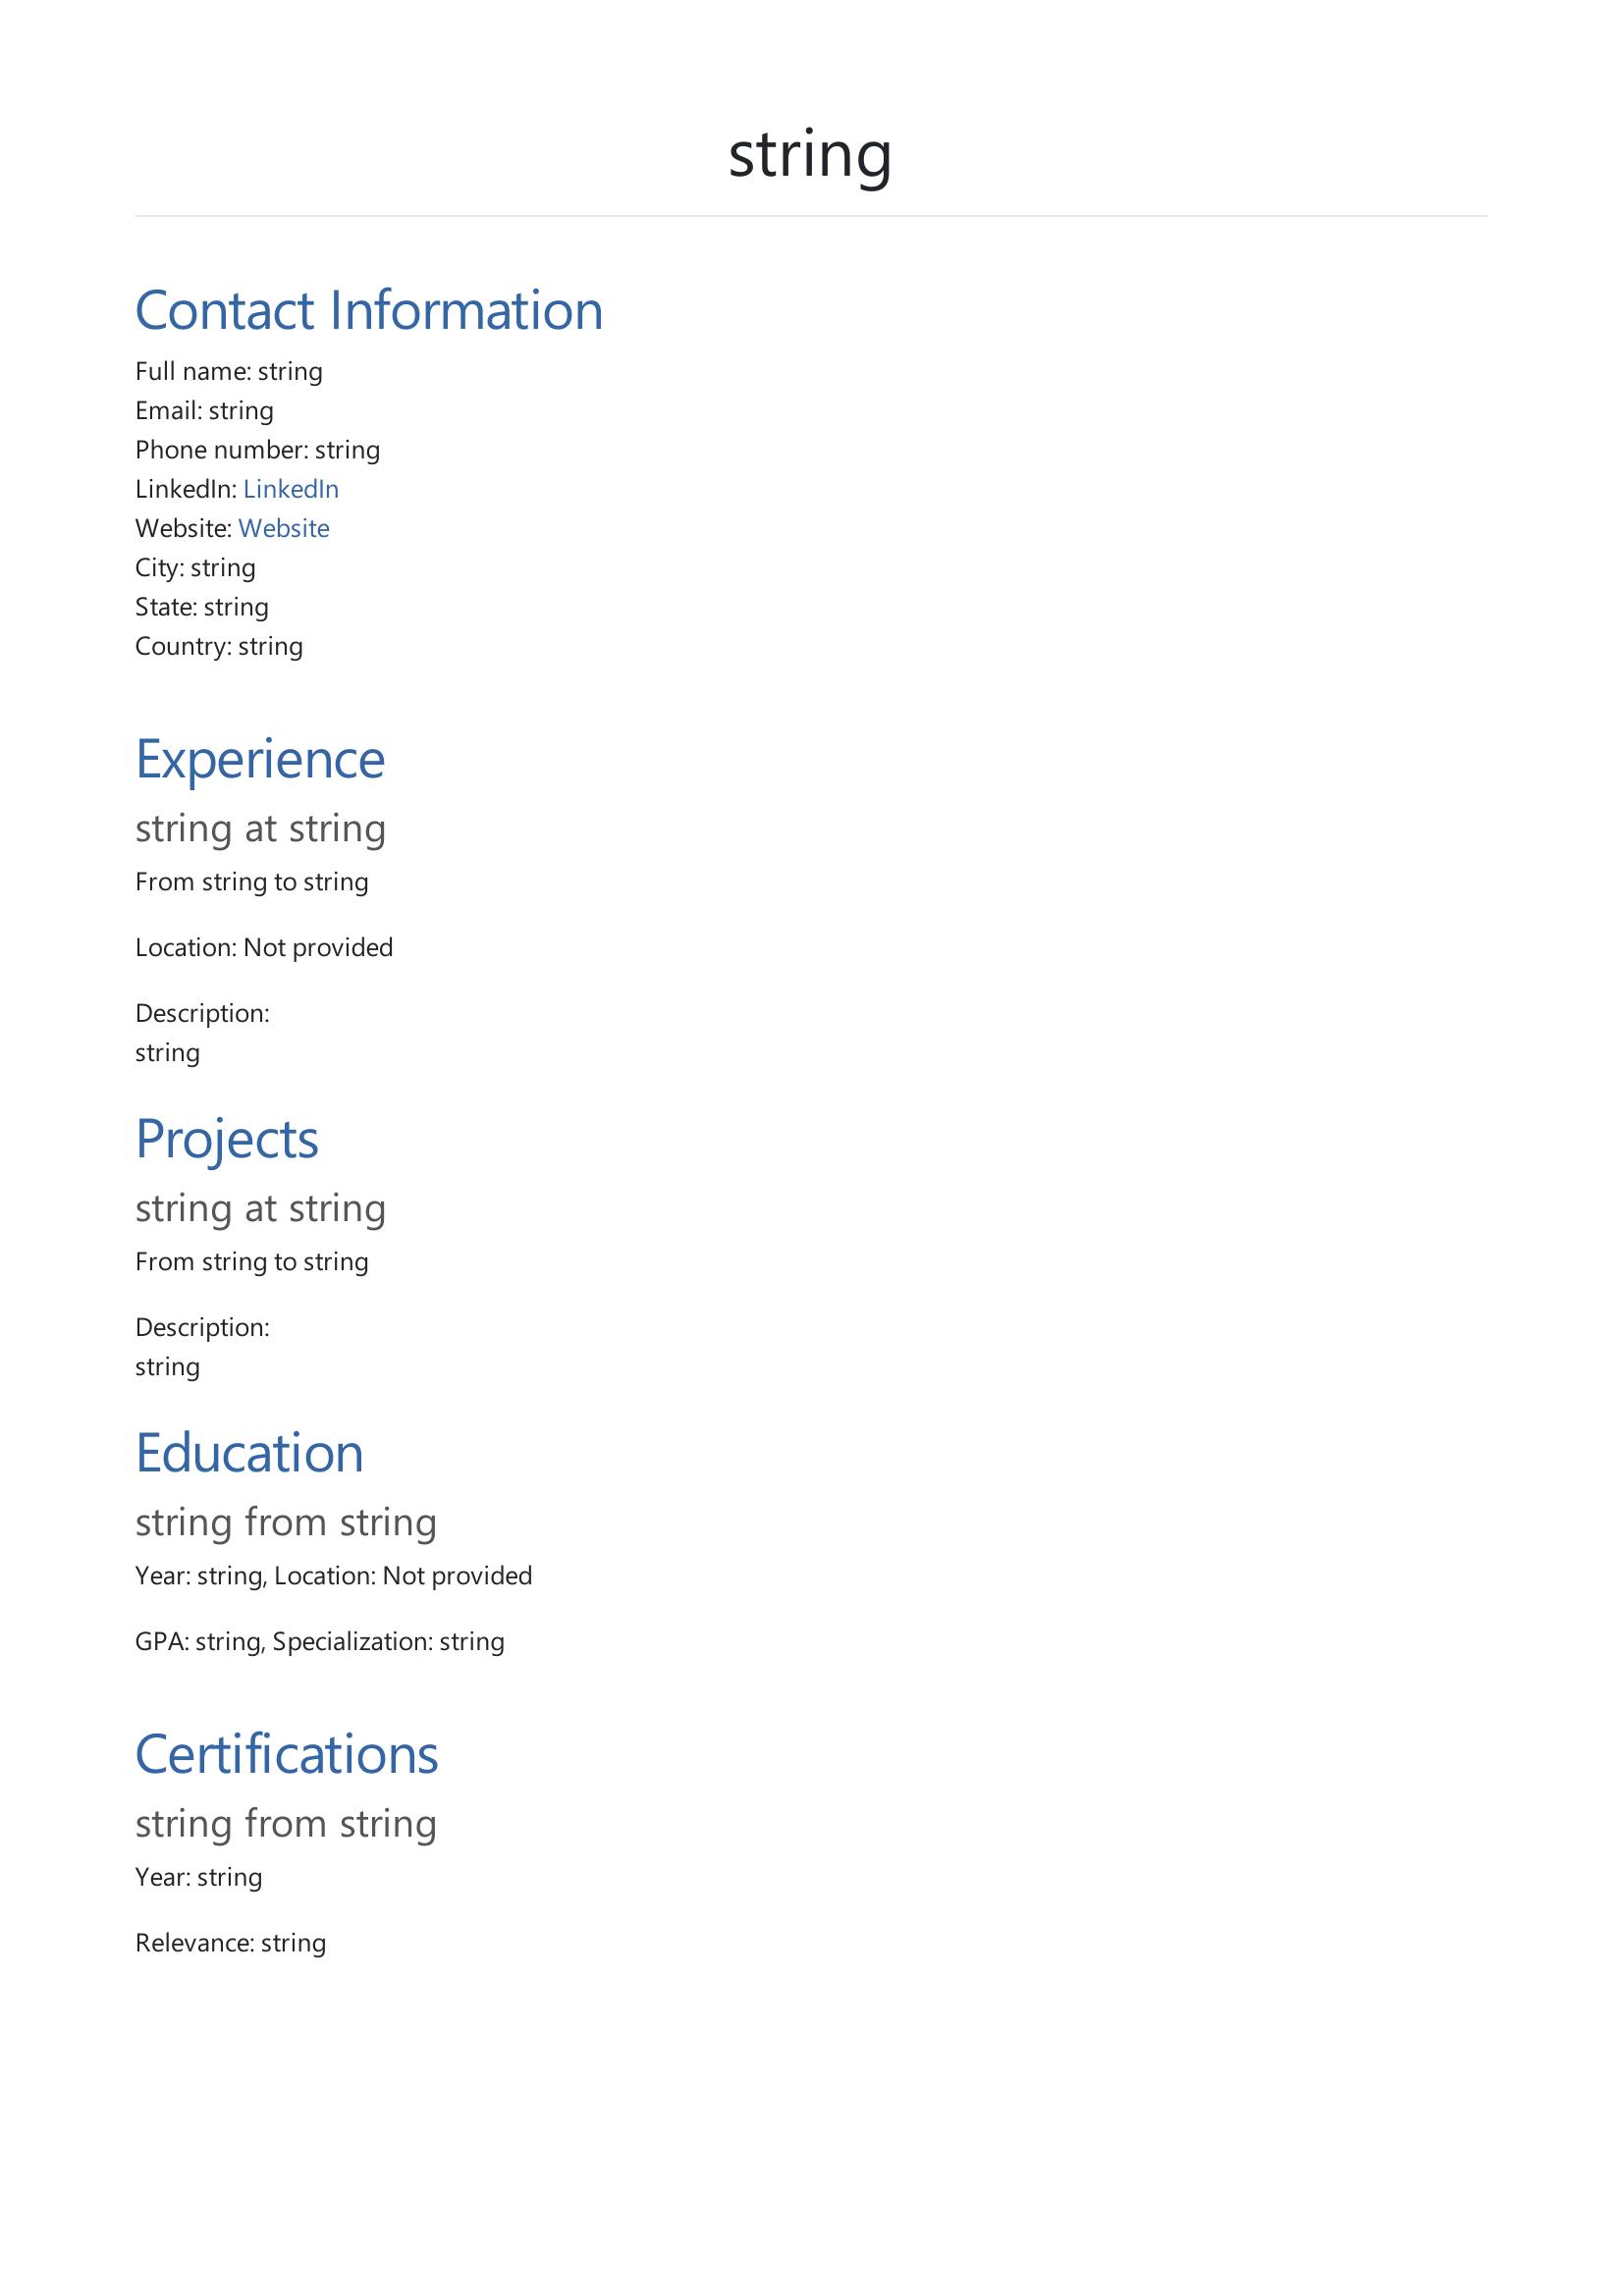 string
Contact Information
Full name: string
Email: string
Phone number: string
LinkedIn: LinkedIn
Website: Website
City: string
State: string
Country: string
Experience
string at string
From string to string
Location: Not provided
Description:
string
Projects
string at string
From string to string
Description:
string
Education
string from string
Year: string, Location: Not provided
GPA: string, Specialization: string
Certifications
string from string
Year: string
Relevance: string